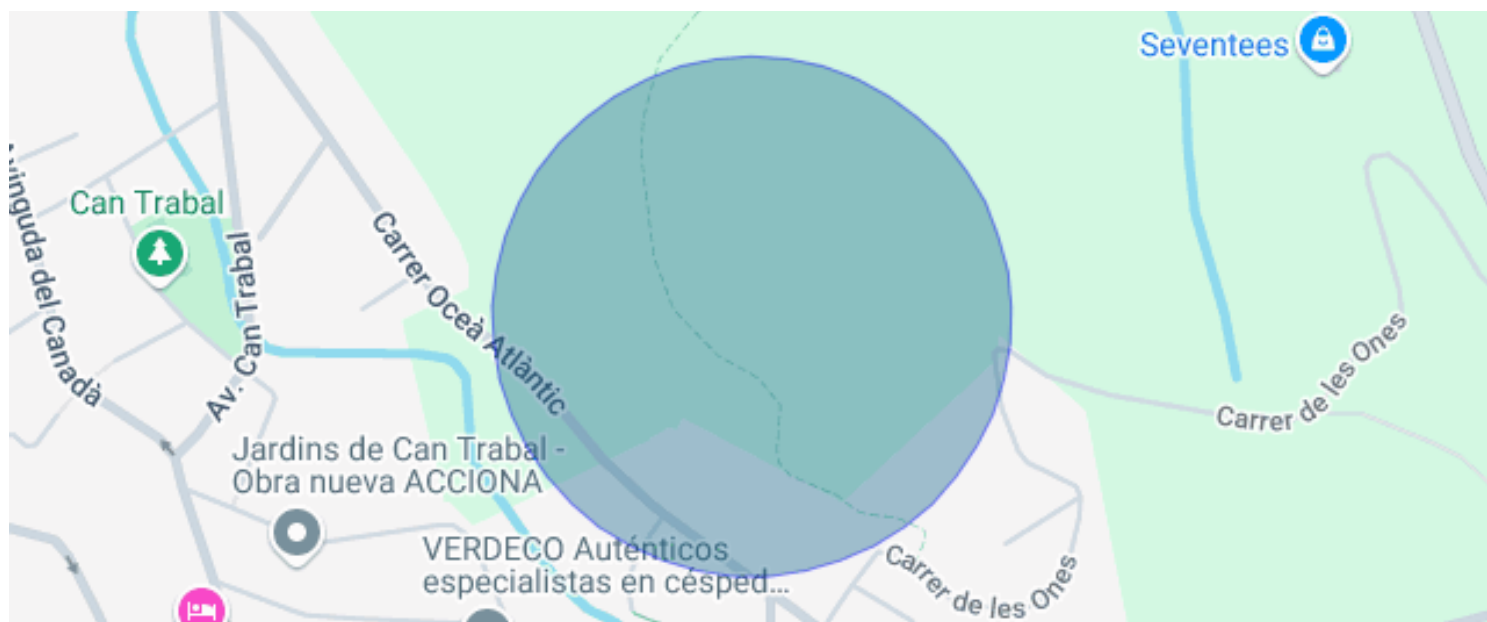 Seventees
Can Trabal
Avinguda del Canadà
Av. Can Trabal
Carrer Oceà Atlàntic
Carrer de les Ones
Jardins de Can Trabal -
Obra nueva ACCIONA
VERDECO Auténticos
especialistas en césped...
Carrer de les Ones